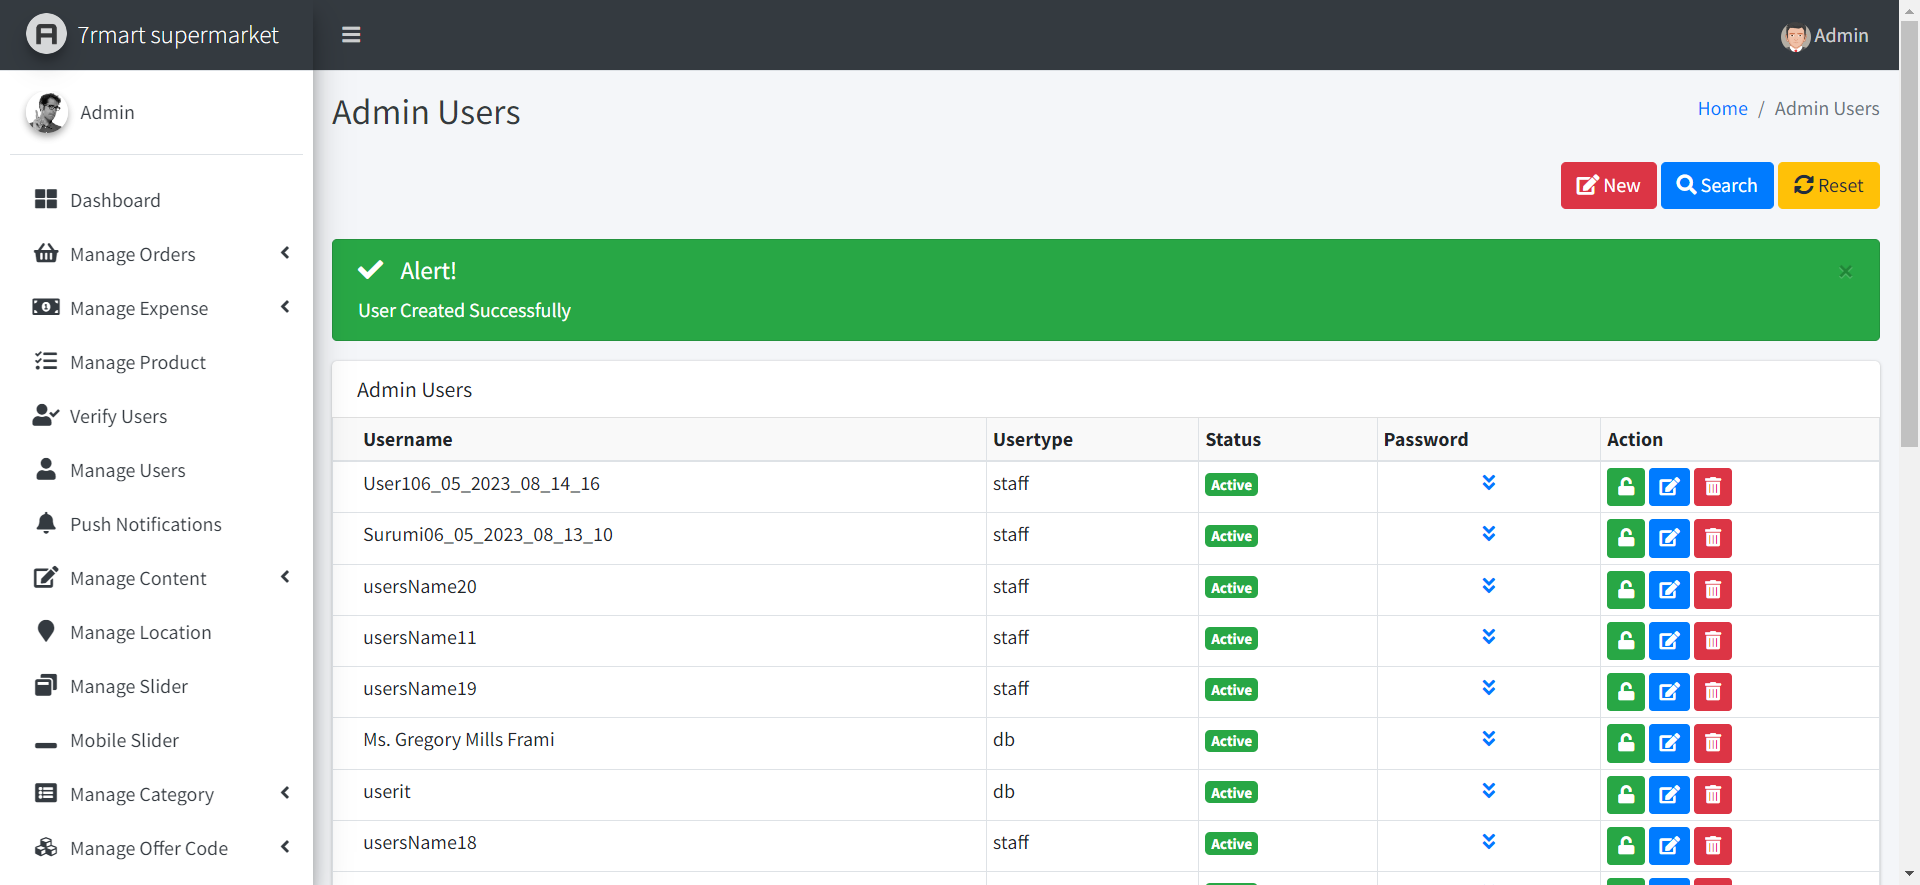 7rmart supermarket
Admin
Admin
Admin Users
Home / Admin Users
New Search Reset
Dashboard
Manage Orders
Manage Expense
Manage Product
Verify Users
Manage Users
Push Notifications
Manage Content
Manage Location
Manage Slider
Mobile Slider
Manage Category
Manage Offer Code
Alert!
×
User Created Successfully
Admin Users
Username Usertype Status Password Action
User106_05_2023_08_14_16 staff Active
Surumi06_05_2023_08_13_10 staff Active
usersName20 staff Active
usersName11 staff Active
usersName19 staff Active
Ms. Gregory Mills Frami db Active
userit db Active
usersName18 staff Active